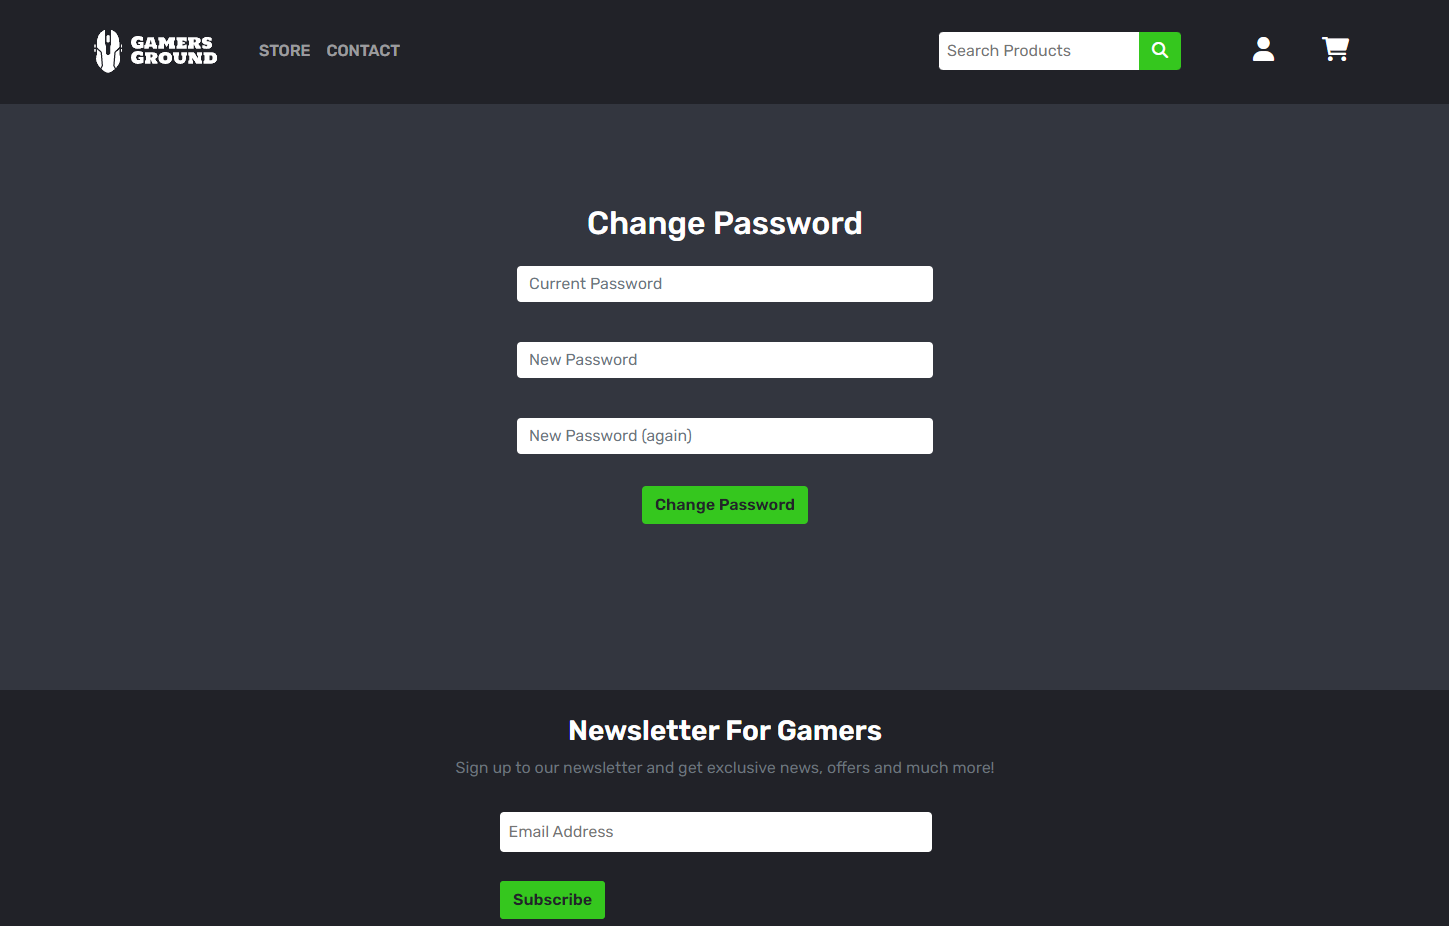 GAMERS
GROUND
STORE CONTACT
Search Products
Change Password
Current Password
New Password
New Password (again)
Change Password
Newsletter For Gamers
Sign up to our newsletter and get exclusive news, offers and much more!
Email Address
Subscribe